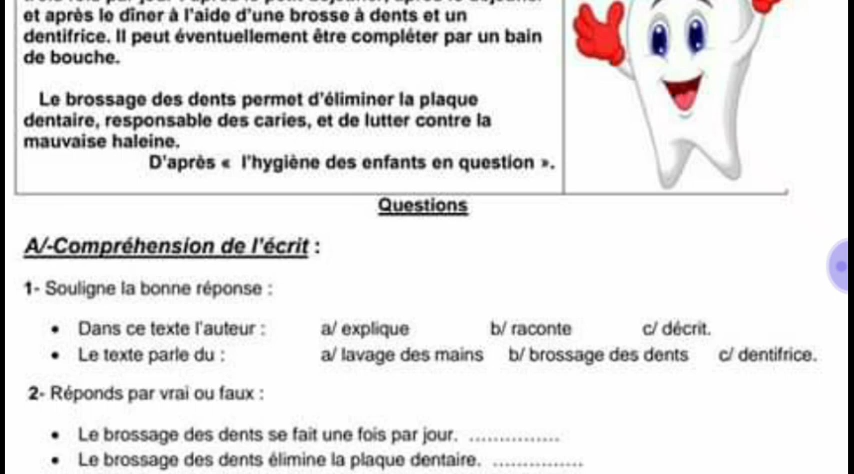 et après le dîner à l'aide d'une brosse à dents et un
dentifrice. Il peut éventuellement être compléter par un bain
de bouche.
Le brossage des dents permet d'éliminer la plaque
dentaire, responsable des caries, et de lutter contre la
mauvaise haleine.
D'après « l'hygiène des enfants en question ».
Questions
A/-Compréhension de l'écrit :
1- Souligne la bonne réponse :
• Dans ce texte l'auteur : a/ explique b/ raconte c/ décrit.
• Le texte parle du : a/ lavage des mains b/ brossage des dents c/ dentifrice.
2- Réponds par vrai ou faux :
• Le brossage des dents se fait une fois par jour. ...............
• Le brossage des dents élimine la plaque dentaire. ...............